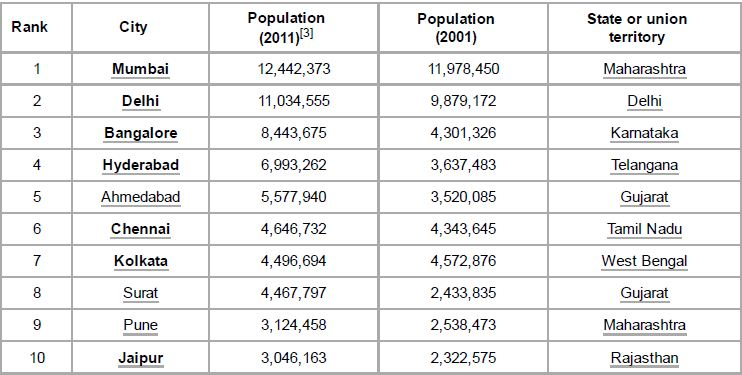 Rank City Population (2011)[3] Population (2001) State or union territory
1 Mumbai 12,442,373 11,978,450 Maharashtra
2 Delhi 11,034,555 9,879,172 Delhi
3 Bangalore 8,443,675 4,301,326 Karnataka
4 Hyderabad 6,993,262 3,637,483 Telangana
5 Ahmedabad 5,577,940 3,520,085 Gujarat
6 Chennai 4,646,732 4,343,645 Tamil Nadu
7 Kolkata 4,496,694 4,572,876 West Bengal
8 Surat 4,467,797 2,433,835 Gujarat
9 Pune 3,124,458 2,538,473 Maharashtra
10 Jaipur 3,046,163 2,322,575 Rajasthan